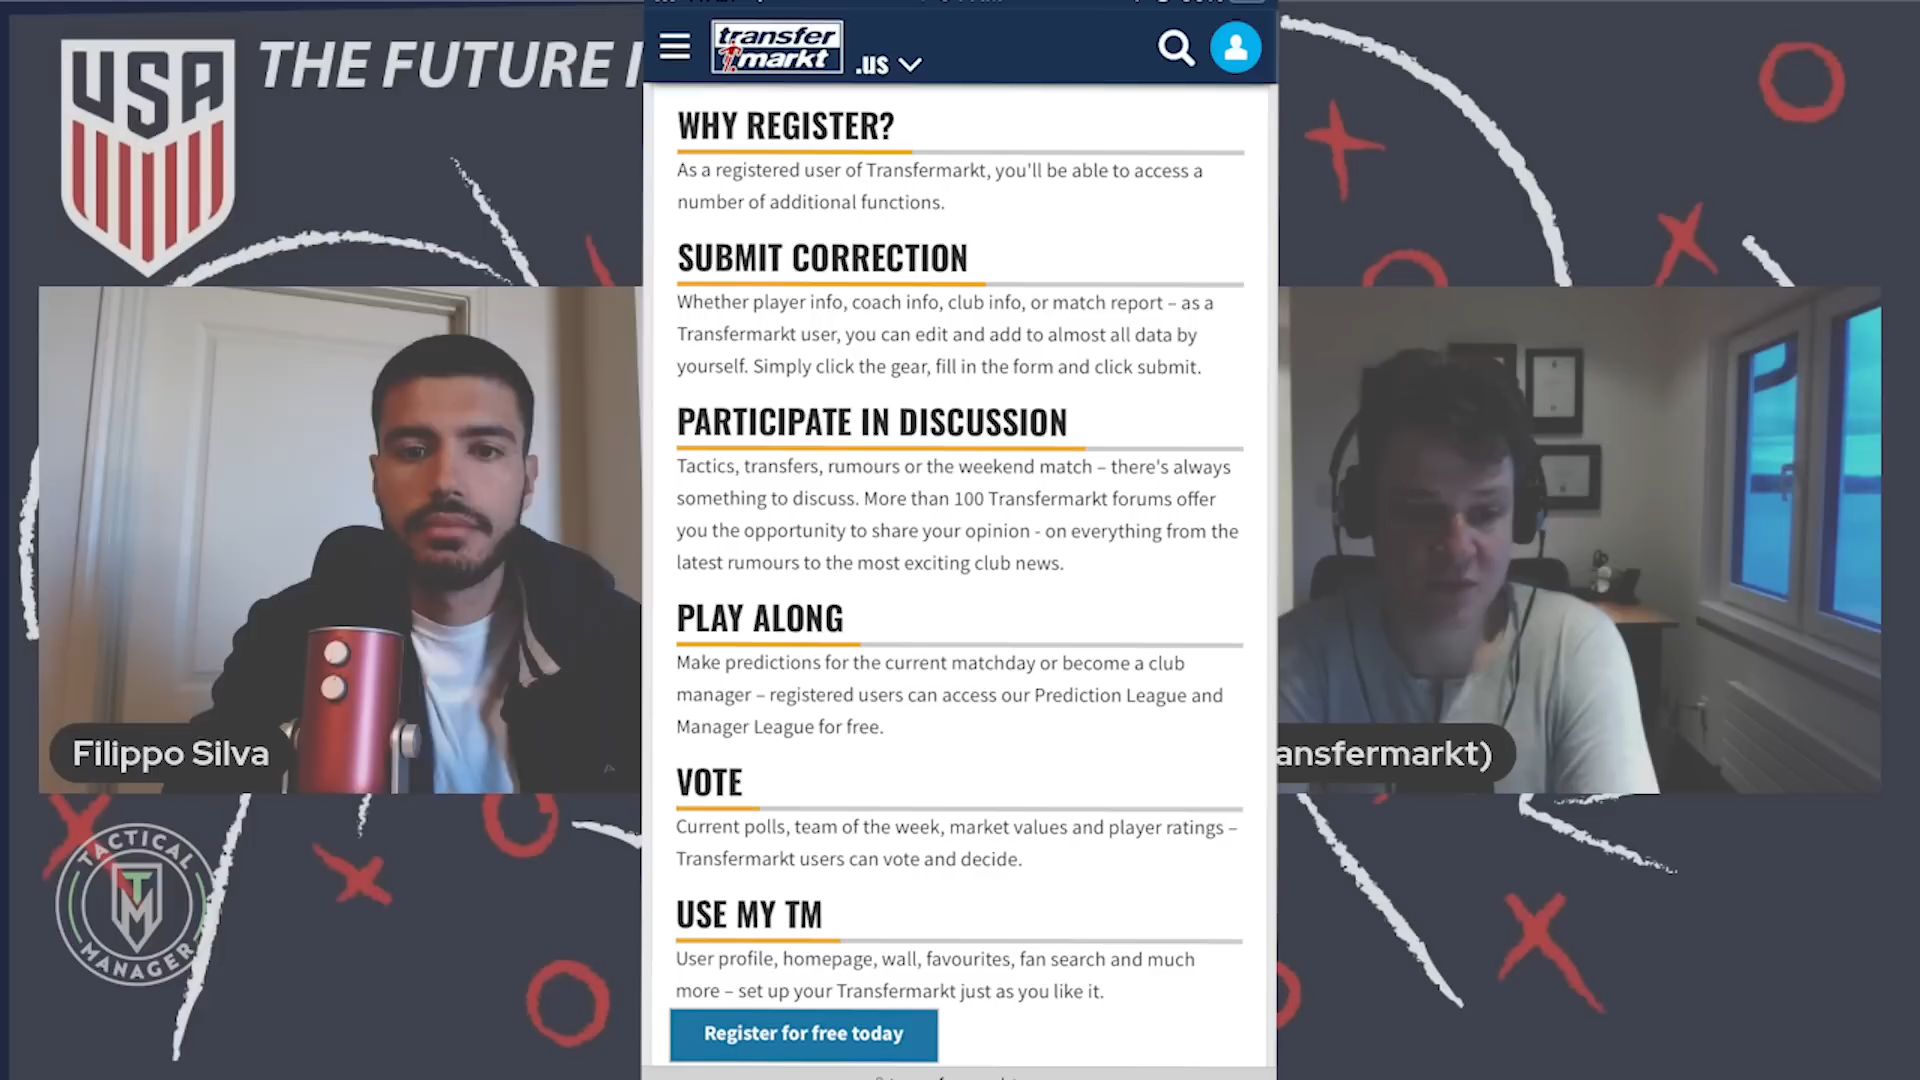 USA
THE FUTURE
transfer
markt
.us
WHY REGISTER?
As a registered user of Transfermarkt, you'll be able to access a
number of additional functions.
SUBMIT CORRECTION
Whether player info, coach info, club info, or match report – as a
Transfermarkt user, you can edit and add to almost all data by
yourself. Simply click the gear, fill in the form and click submit.
PARTICIPATE IN DISCUSSION
Tactics, transfers, rumours or the weekend match – there's always
something to discuss. More than 100 Transfermarkt forums offer
you the opportunity to share your opinion - on everything from the
latest rumours to the most exciting club news.
PLAY ALONG
Make predictions for the current matchday or become a club
manager – registered users can access our Prediction League and
Manager League for free.
VOTE
Current polls, team of the week, market values and player ratings –
Transfermarkt users can vote and decide.
USE MY TM
User profile, homepage, wall, favourites, fan search and much
more – set up your Transfermarkt just as you like it.
Register for free today
Filippo Silva
ansfermarkt)
TACTICAL
TM
MANAGER